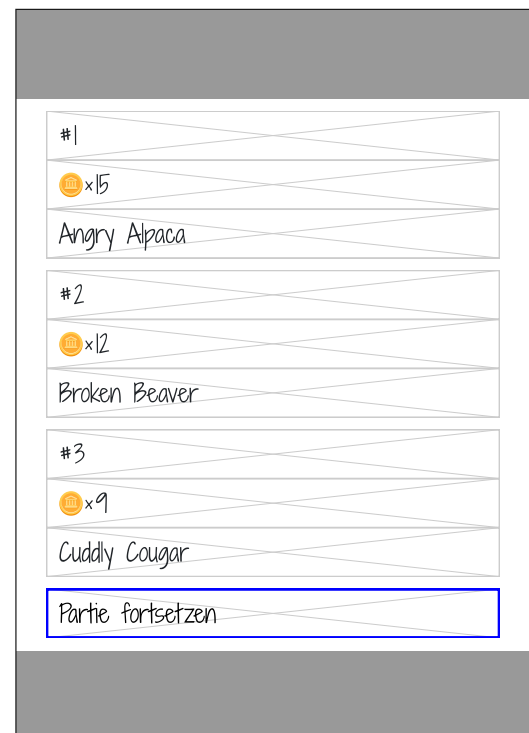 #1
×15
Angry Alpaca
#2
×12
Broken Beaver
#3
×9
Cuddly Cougar
Partie fortsetzen